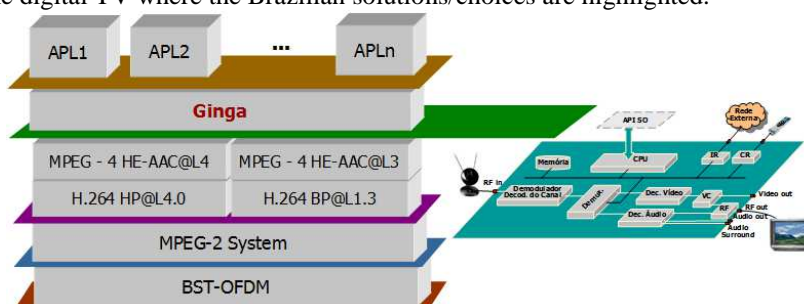 e digital TV where the Brazilian solutions/choices are highlighted.
APL1
APL2
...
APLn
Ginga
MPEG - 4 HE-AAC@L4
MPEG - 4 HE-AAC@L3
H.264 HP@L4.0
H.264 BP@L1.3
MPEG-2 System
BST-OFDM
API SO
Rede
Externa
Memória
CPU
IR
CR
RF in
Demodulador
Decod. do Canal
Demux.
Dec. Vídeo
VC
Video out
Dec. Áudio
RF
RF out
Audio out
Audio
Surround